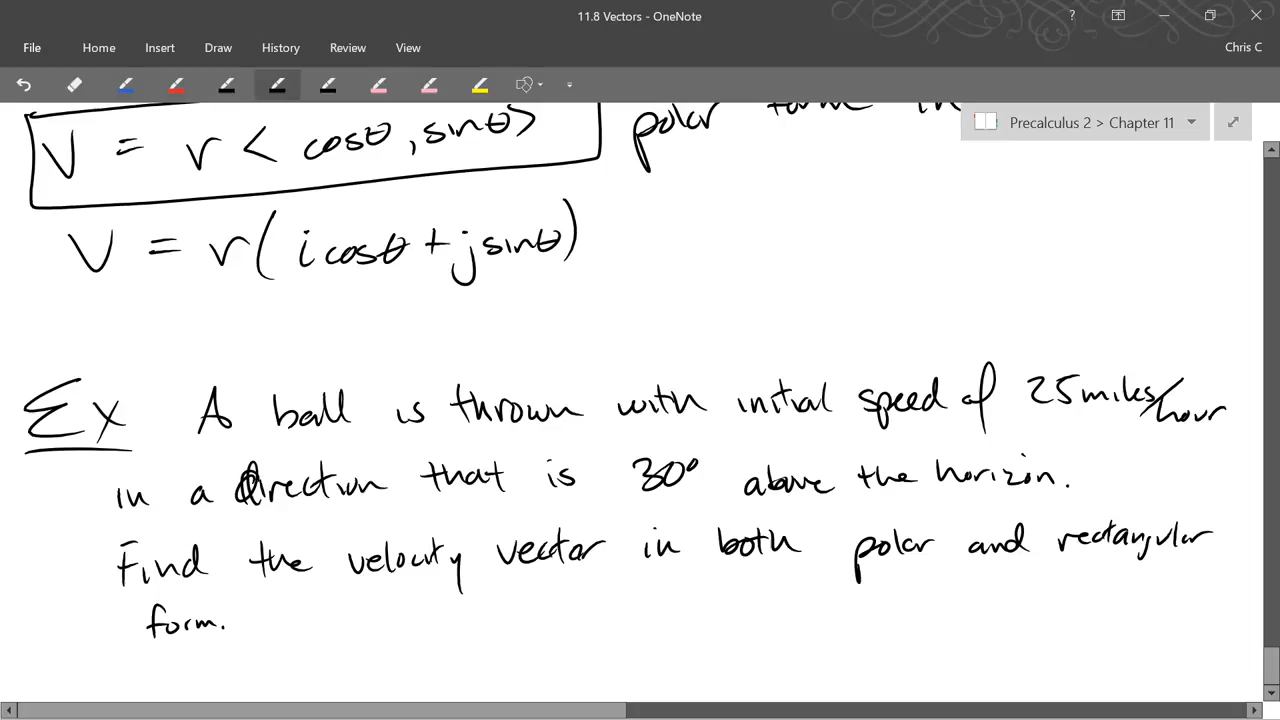 11.8 Vectors - OneNote
?
File Home Insert Draw History Review View
Chris C
V = r < cosθ, sinθ> polar form in
Precalculus 2 > Chapter 11
V = r( i cosθ + j sinθ)
Ex A ball is thrown with initial speed of 25 miles/hour
in a direction that is 30° above the horizon.
Find the velocity vector in both polar and rectangular
form.